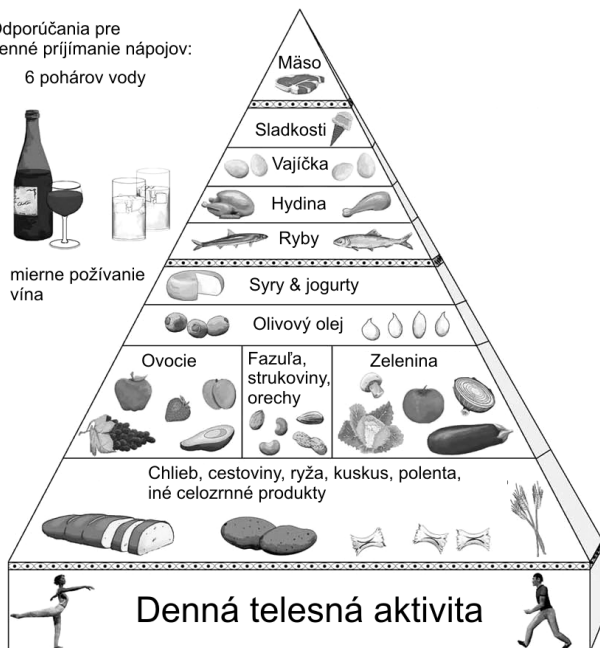 Odporúčania pre
denné príjímanie nápojov:
6 pohárov vody
mierne požívanie
vína
Mäso
Sladkosti
Vajíčka
Hydina
Ryby
Syry & jogurty
Olivový olej
Ovocie
Fazuľa,
strukoviny,
orechy
Zelenina
Chlieb, cestoviny, ryža, kuskus, polenta,
iné celozrnné produkty
Denná telesná aktivita